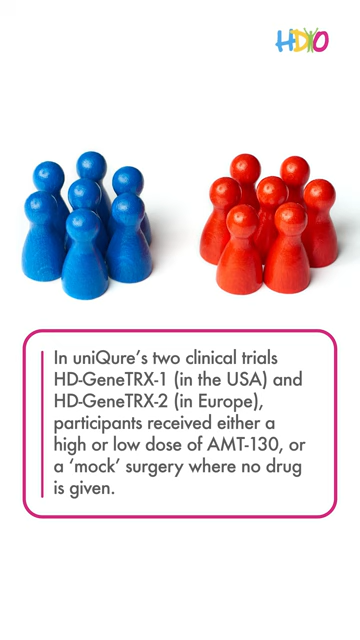 HDYO
In uniQure's two clinical trials
HD-GeneTRX-1 (in the USA) and
HD-GeneTRX-2 (in Europe),
participants received either a
high or low dose of AMT-130, or
a ‘mock’ surgery where no drug
is given.